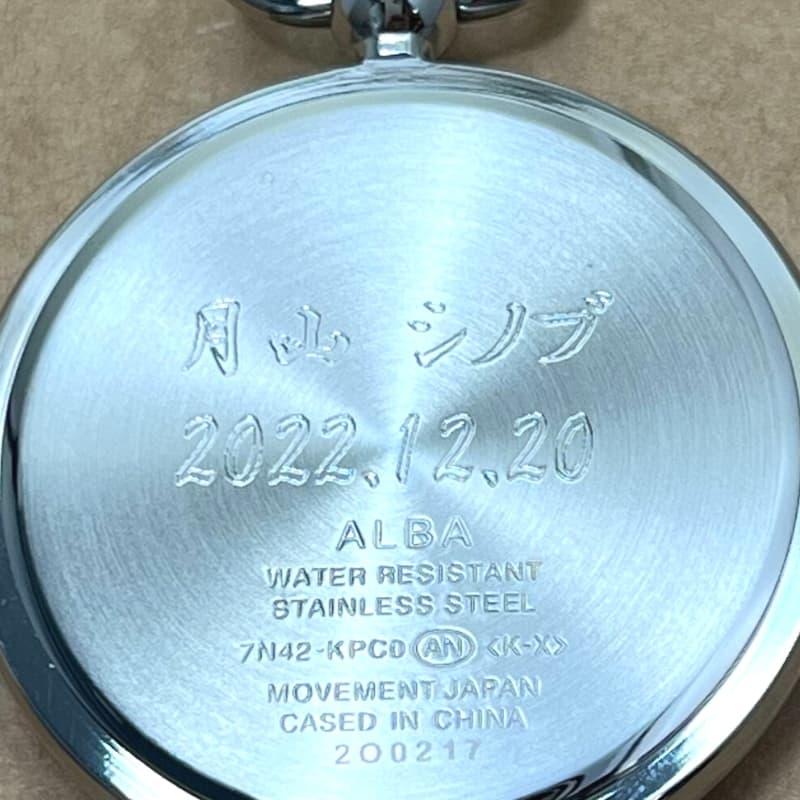 月山 シノブ
2022.12.20
ALBA
WATER RESISTANT
STAINLESS STEEL
7N42-KPC0 AN <K-X>
MOVEMENT JAPAN
CASED IN CHINA
200217